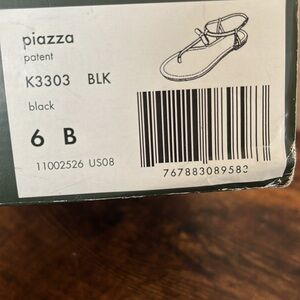 piazza
patent
K3303 BLK
black
6 B
11002526 US08
767883089583